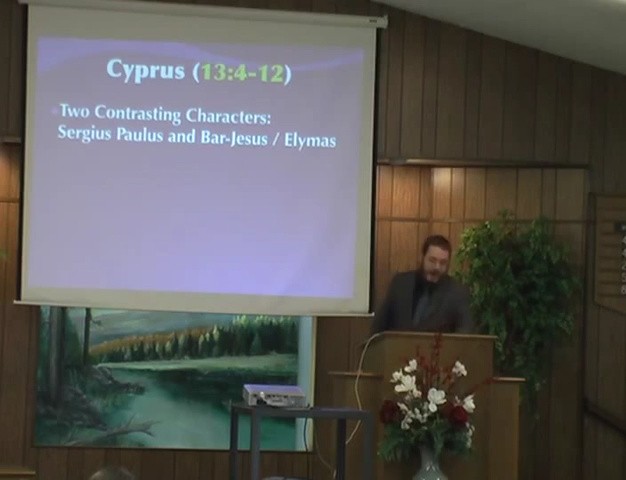 Cyprus (13:4-12)
Two Contrasting Characters:
Sergius Paulus and Bar-Jesus / Elymas